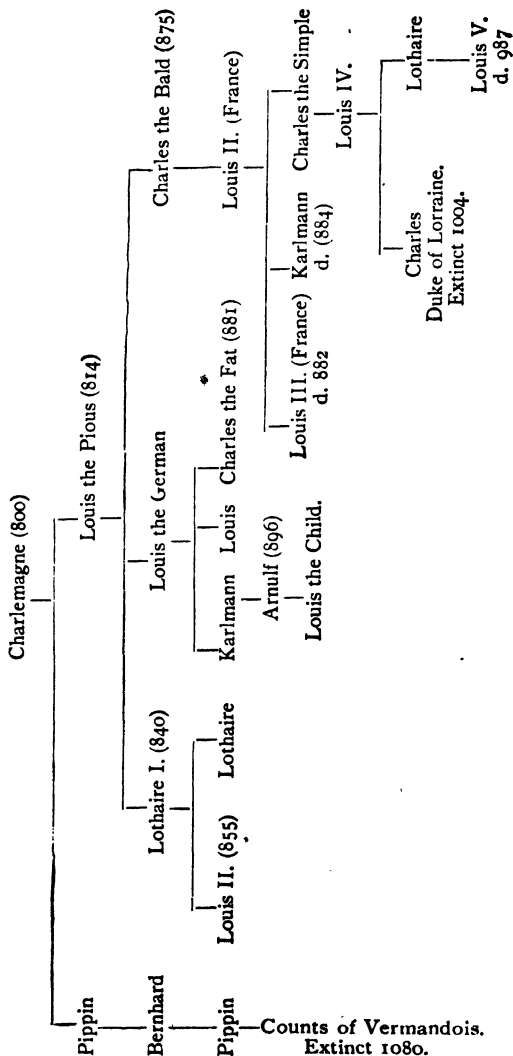 Charlemagne (800)
Pippin
Louis the Pious (814)
Bernhard
Lothaire I. (840)
Louis the German
Charles the Bald (875)
Pippin
Louis II. (855)
Lothaire
Karlmann
Louis
Charles the Fat (881)
Louis II. (France)
Counts of Vermandois.
Extinct 1080.
Arnulf (896)
Louis III. (France)
d. 882
Karlmann
d. (884)
Charles the Simple
Louis the Child.
Louis IV.
Charles
Duke of Lorraine.
Extinct 1004.
Lothaire
Louis V.
d. 987